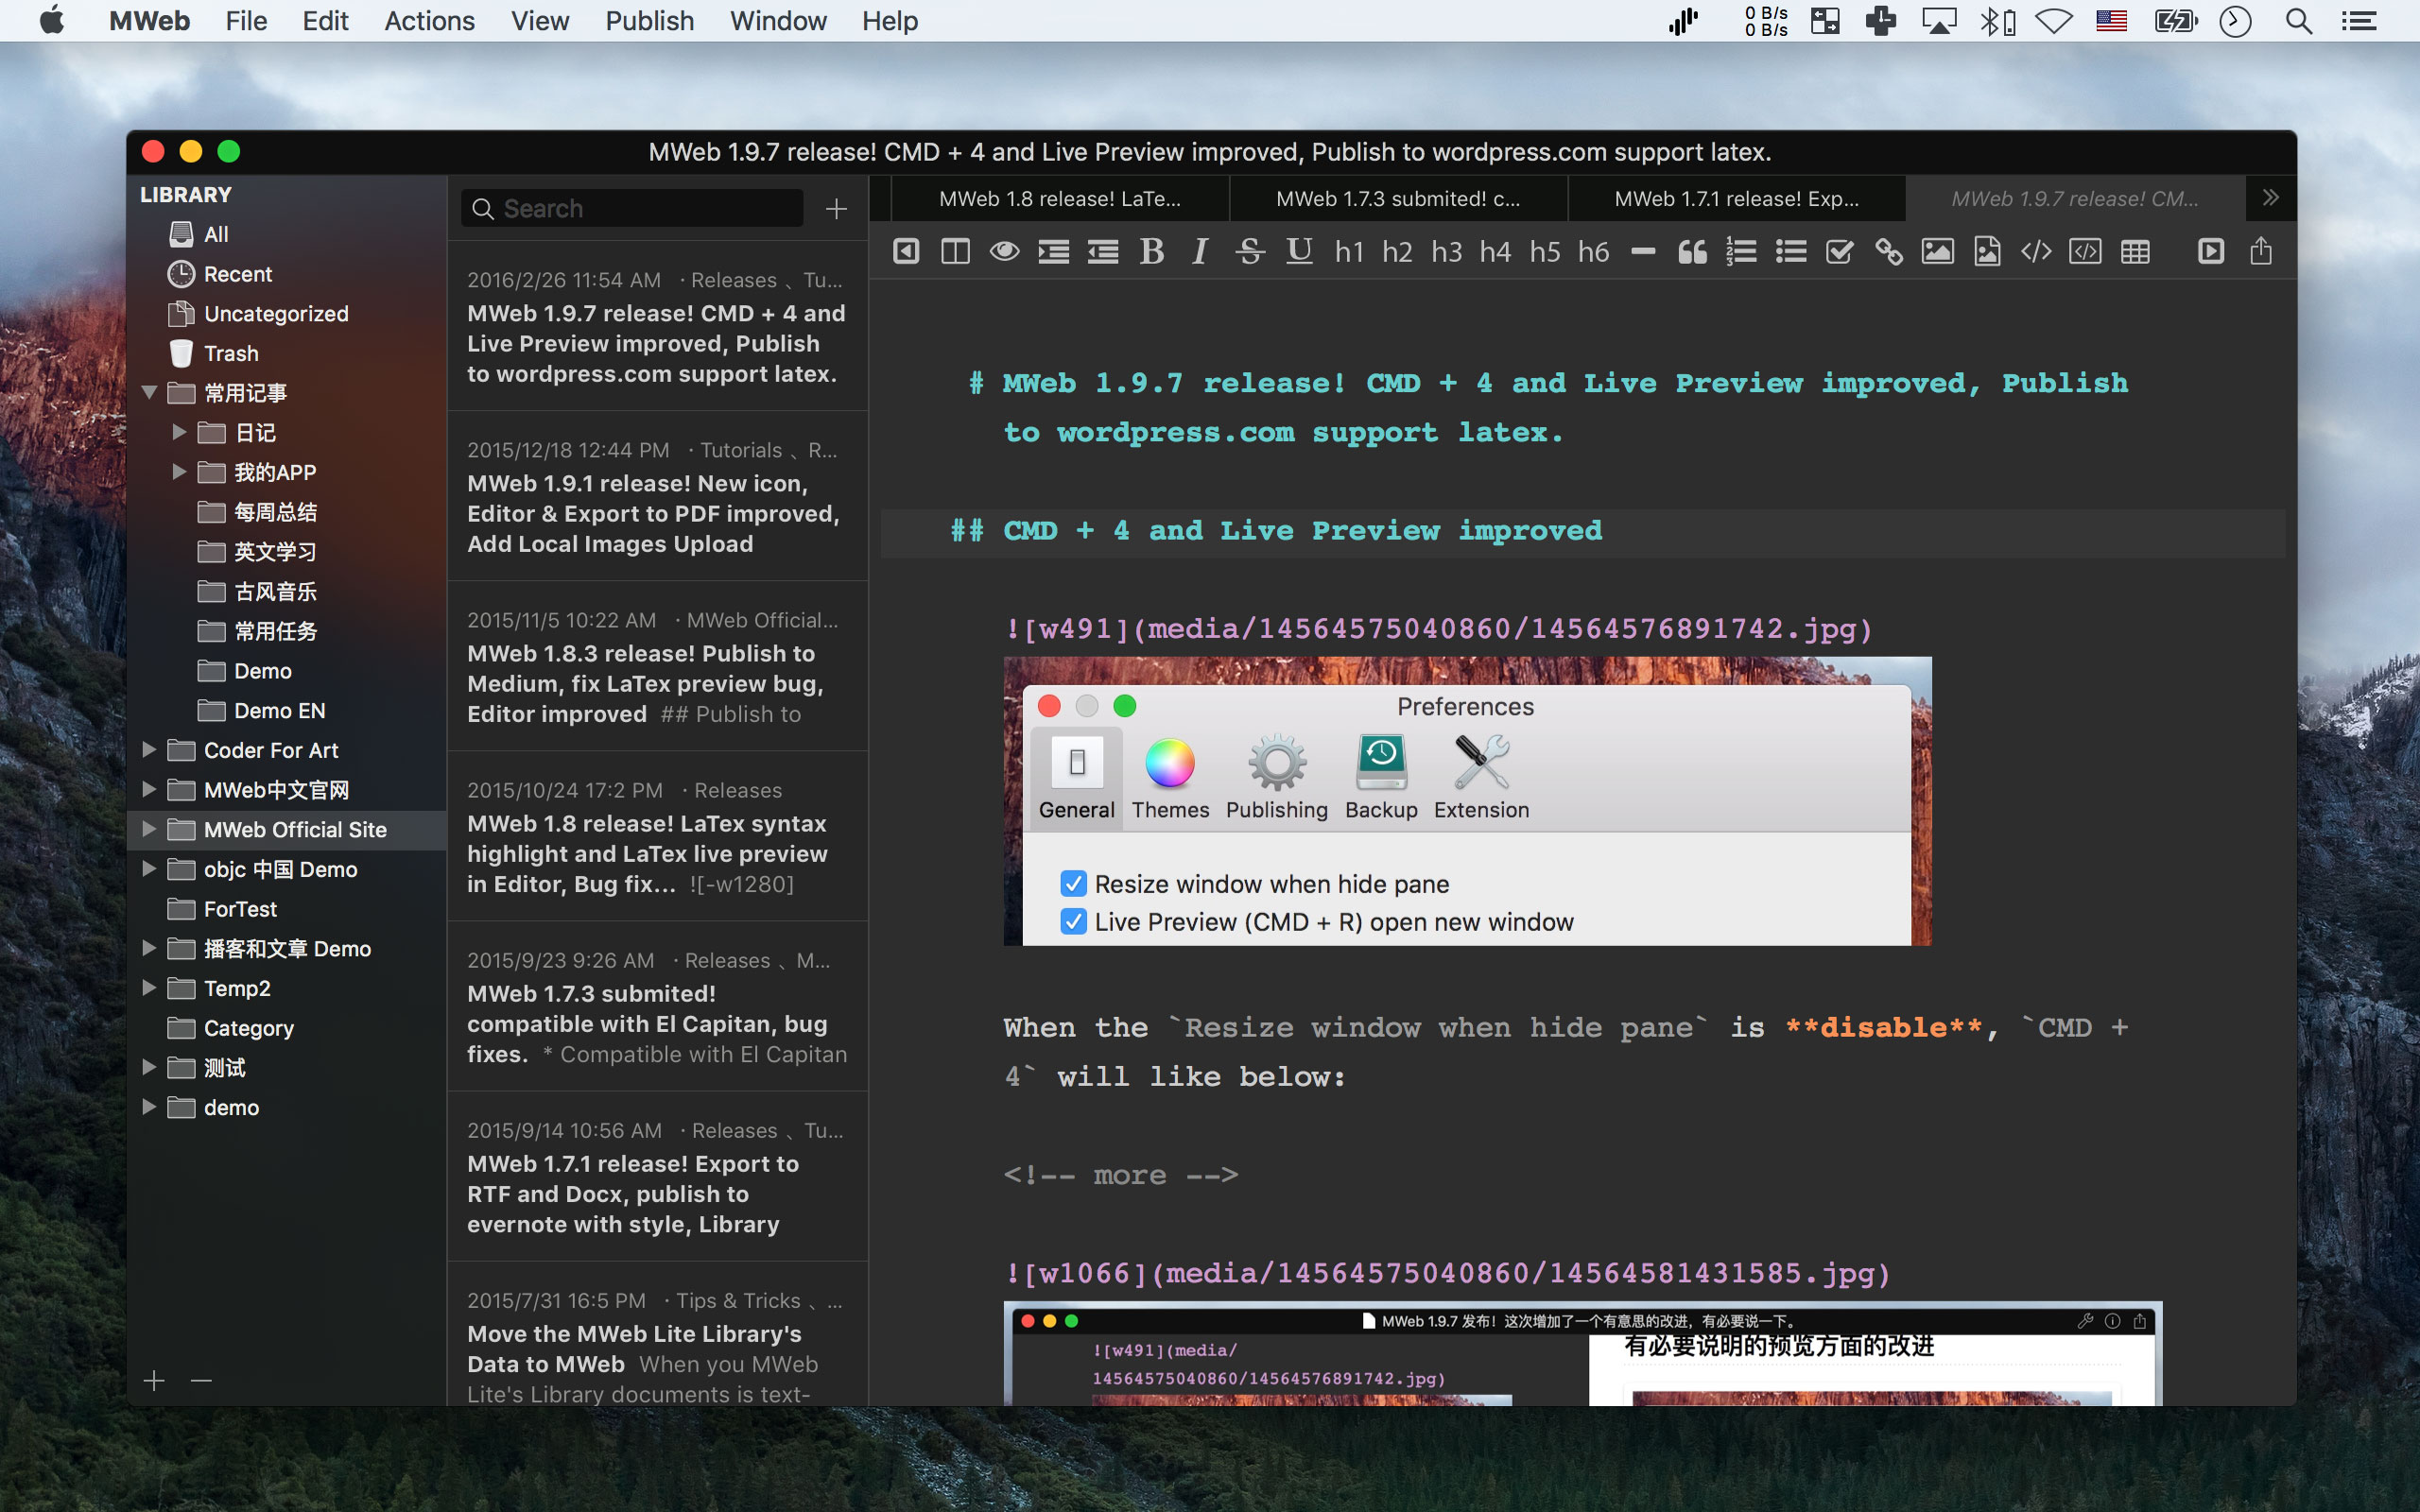 MWeb File Edit Actions View Publish Window Help
0 B/s
0 B/s
MWeb 1.9.7 release! CMD + 4 and Live Preview improved, Publish to wordpress.com support latex.
LIBRARY
All
Recent
Uncategorized
Trash
常用记事
日记
我的APP
每周总结
英文学习
古风音乐
常用任务
Demo
Demo EN
Coder For Art
MWeb中文官网
MWeb Official Site
objc 中国 Demo
ForTest
播客和文章 Demo
Temp2
Category
测试
demo
Search
2016/2/26 11:54 AM · Releases 、Tu...
MWeb 1.9.7 release! CMD + 4 and
Live Preview improved, Publish
to wordpress.com support latex.
2015/12/18 12:44 PM · Tutorials 、R...
MWeb 1.9.1 release! New icon,
Editor & Export to PDF improved,
Add Local Images Upload
2015/11/5 10:22 AM · MWeb Official...
MWeb 1.8.3 release! Publish to
Medium, fix LaTex preview bug,
Editor improved ## Publish to
2015/10/24 17:2 PM · Releases
MWeb 1.8 release! LaTex syntax
highlight and LaTex live preview
in Editor, Bug fix... ![-w1280]
2015/9/23 9:26 AM · Releases 、M...
MWeb 1.7.3 submited!
compatible with El Capitan, bug
fixes. * Compatible with El Capitan
2015/9/14 10:56 AM · Releases 、Tu...
MWeb 1.7.1 release! Export to
RTF and Docx, publish to
evernote with style, Library
2015/7/31 16:5 PM · Tips & Tricks 、...
Move the MWeb Lite Library's
Data to MWeb When you MWeb
Lite's Library documents is text-
MWeb 1.8 release! LaTe... MWeb 1.7.3 submited! c... MWeb 1.7.1 release! Exp... MWeb 1.9.7 release! CM...
B I S U h1 h2 h3 h4 h5 h6
# MWeb 1.9.7 release! CMD + 4 and Live Preview improved, Publish
to wordpress.com support latex.
## CMD + 4 and Live Preview improved
![w491](media/14564575040860/14564576891742.jpg)
Preferences
General Themes Publishing Backup Extension
Resize window when hide pane
Live Preview (CMD + R) open new window
When the `Resize window when hide pane` is **disable**, `CMD +
4` will like below:
<!-- more -->
![w1066](media/14564575040860/14564581431585.jpg)
MWeb 1.9.7 发布！这次增加了一个有意思的改进，有必要说一下。
![w491](media/
14564575040860/14564576891742.jpg)
有必要说明的预览方面的改进